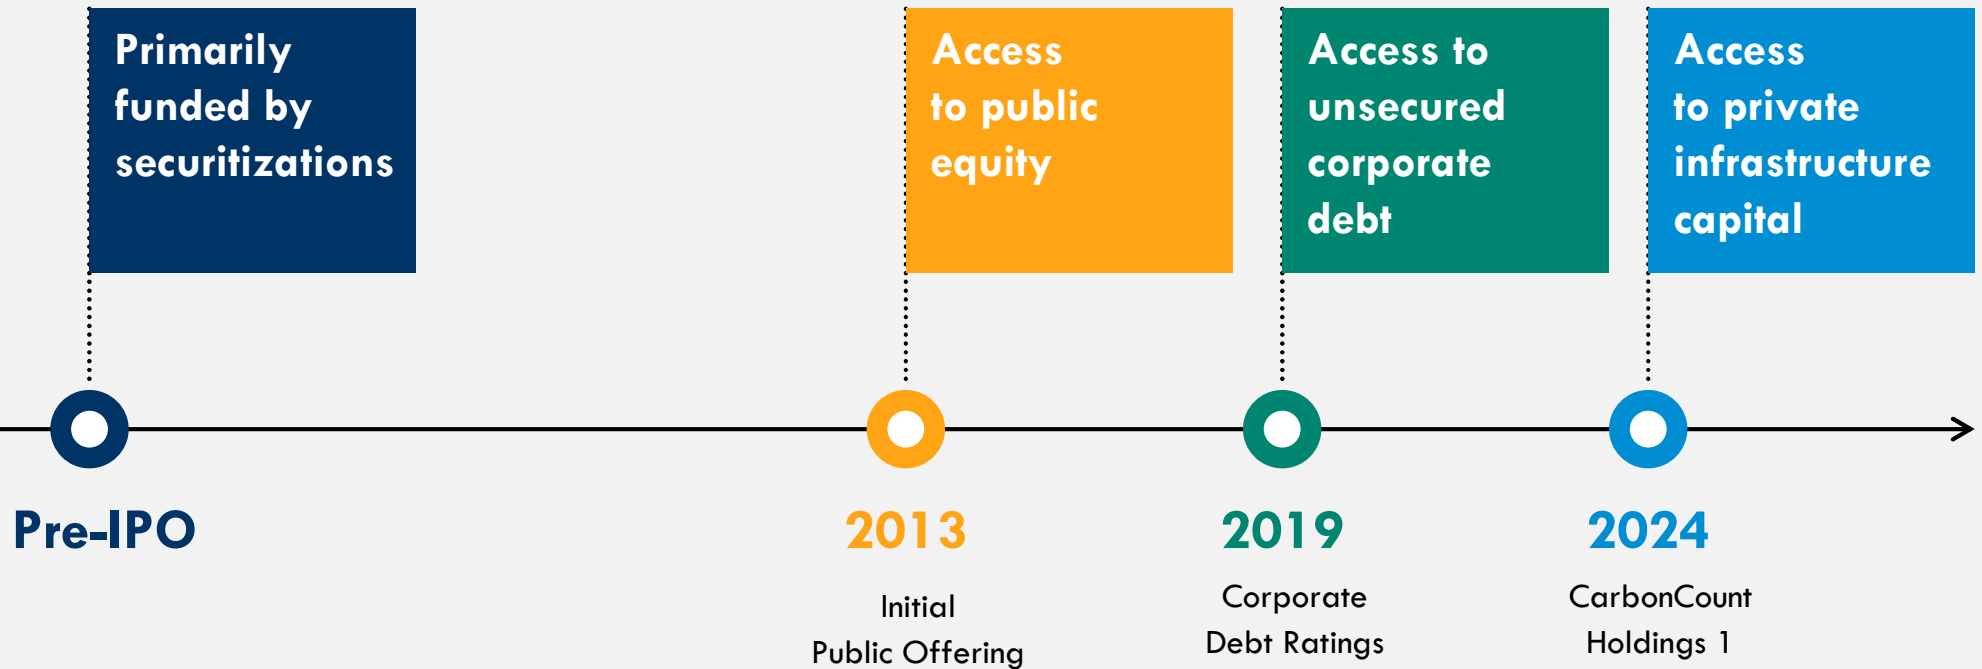 Primarily
funded by
securitizations
Access
to public
equity
Access to
unsecured
corporate
debt
Access
to private
infrastructure
capital
Pre-IPO
2013
Initial
Public Offering
2019
Corporate
Debt Ratings
2024
CarbonCount
Holdings 1